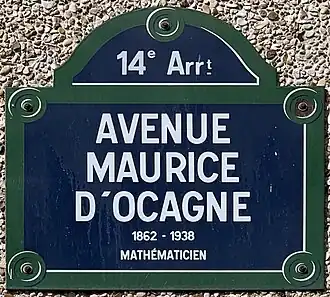 14e Arrt
AVENUE
MAURICE
D'OCAGNE
1862 - 1938
MATHÉMATICIEN